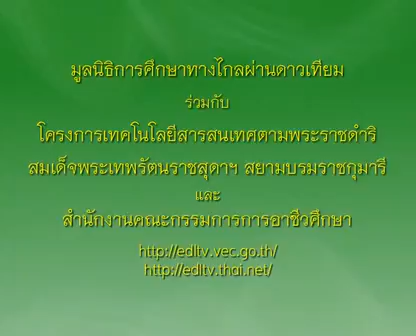 มูลนิธิการศึกษาทางไกลผ่านดาวเทียม
ร่วมกับ
โครงการเทคโนโลยีสารสนเทศตามพระราชดำริ
สมเด็จพระเทพรัตนราชสุดาฯ สยามบรมราชกุมารี
และ
สำนักงานคณะกรรมการการอาชีวศึกษา
http://edltv.vec.go.th/
http://edltv.thai.net/